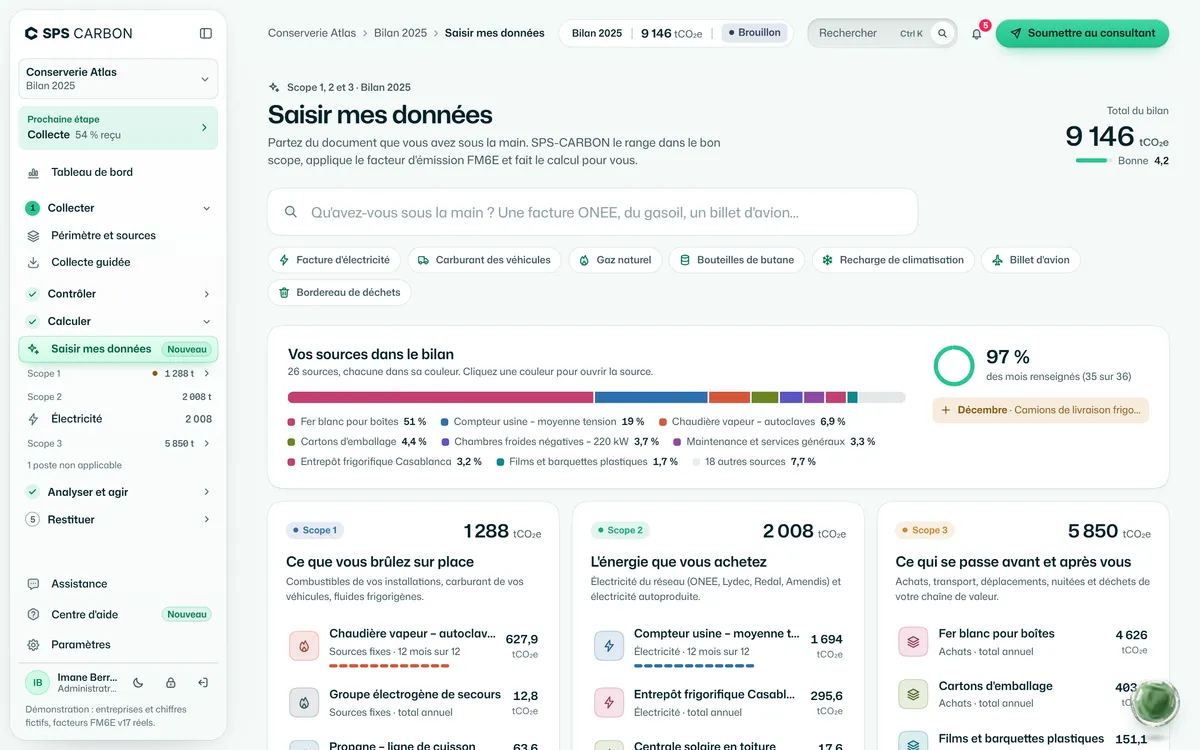 SPS CARBON
Conserverie Atlas
Bilan 2025
Prochaine étape
Collecte 54 % reçu
Tableau de bord
1 Collecter
Périmètre et sources
Collecte guidée
Contrôler
Calculer
Saisir mes données Nouveau
Scope 1 1 288 t
Scope 2 2 008 t
Électricité 2 008
Scope 3 5 850 t
1 poste non applicable
Analyser et agir
5 Restituer
Assistance
Centre d'aide Nouveau
Paramètres
IB Imane Berr...
Administratr...
Démonstration : entreprises et chiffres
fictifs, facteurs FM6E v17 réels.
Conserverie Atlas > Bilan 2025 > Saisir mes données
Bilan 2025 | 9 146 tCO₂e | • Brouillon
Rechercher Ctrl K
5
Soumettre au consultant
Scope 1, 2 et 3 · Bilan 2025
Saisir mes données
Partez du document que vous avez sous la main. SPS-CARBON le range dans le bon
scope, applique le facteur d'émission FM6E et fait le calcul pour vous.
Total du bilan
9 146 tCO₂e
Bonne 4,2
Qu'avez-vous sous la main ? Une facture ONEE, du gasoil, un billet d'avion...
Facture d'électricité
Carburant des véhicules
Gaz naturel
Bouteilles de butane
Recharge de climatisation
Billet d'avion
Bordereau de déchets
Vos sources dans le bilan
26 sources, chacune dans sa couleur. Cliquez une couleur pour ouvrir la source.
Fer blanc pour boîtes 51 % Compteur usine – moyenne tension 19 % Chaudière vapeur – autoclaves 6,9 %
Cartons d'emballage 4,4 % Chambres froides négatives – 220 kW 3,7 % Maintenance et services généraux 3,3 %
Entrepôt frigorifique Casablanca 3,2 % Films et barquettes plastiques 1,7 % 18 autres sources 7,7 %
97 %
des mois renseignés (35 sur 36)
+ Décembre · Camions de livraison frigo...
• Scope 1 1 288 tCO₂e
Ce que vous brûlez sur place
Combustibles de vos installations, carburant de vos
véhicules, fluides frigorigènes.
Chaudière vapeur – autoclav... 627,9
Sources fixes · 12 mois sur 12 tCO₂e
Groupe électrogène de secours 12,8
Sources fixes · total annuel tCO₂e
Propane – ligne de cuisson 63,6
• Scope 2 2 008 tCO₂e
L'énergie que vous achetez
Électricité du réseau (ONEE, Lydec, Redal, Amendis) et
électricité autoproduite.
Compteur usine – moyenne t... 1 694
Électricité · 12 mois sur 12 tCO₂e
Entrepôt frigorifique Casabl... 295,6
Électricité · total annuel tCO₂e
Centrale solaire en toiture 17,6
• Scope 3 5 850 tCO₂e
Ce qui se passe avant et après vous
Achats, transport, déplacements, nuitées et déchets de
votre chaîne de valeur.
Fer blanc pour boîtes 4 626
Achats · total annuel tCO₂e
Cartons d'emballage 403
Achats · total annuel
Films et barquettes plastiques 151,1